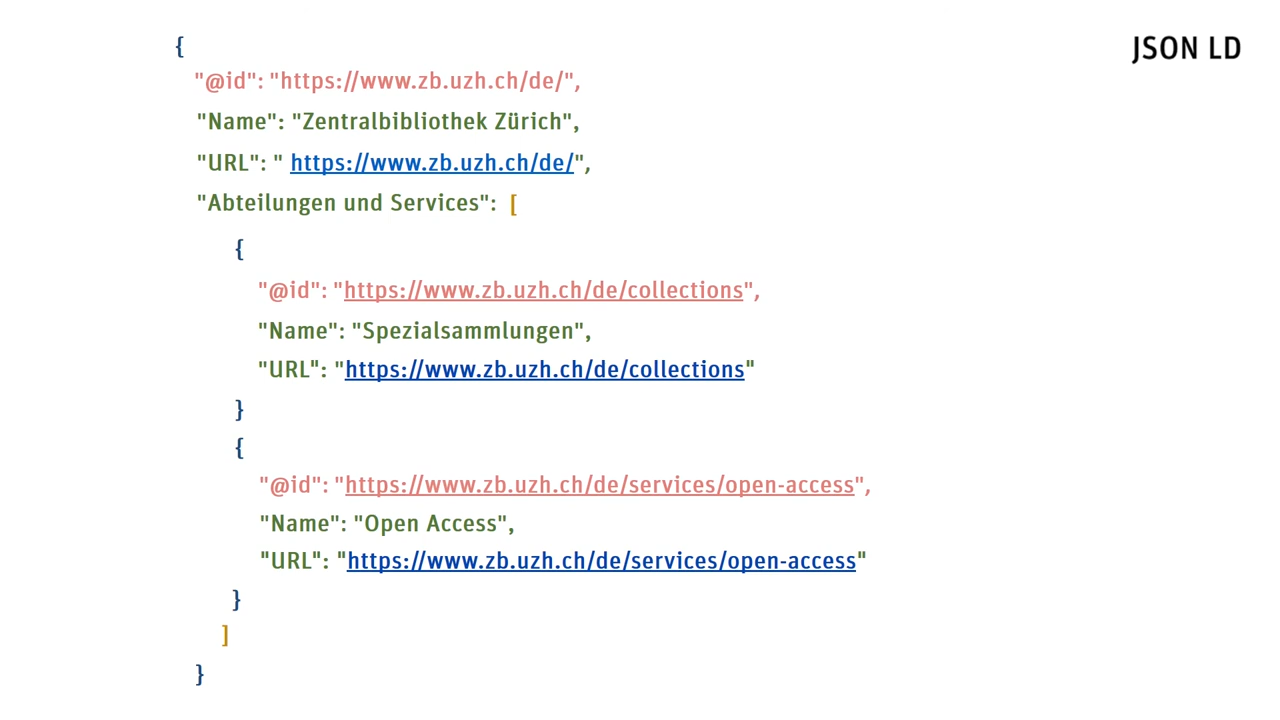 JSON LD
{
"@id": "https://www.zb.uzh.ch/de/",
"Name": "Zentralbibliothek Zürich",
"URL": " https://www.zb.uzh.ch/de/",
"Abteilungen und Services": [
{
"@id": "https://www.zb.uzh.ch/de/collections",
"Name": "Spezialsammlungen",
"URL": "https://www.zb.uzh.ch/de/collections"
}
{
"@id": "https://www.zb.uzh.ch/de/services/open-access",
"Name": "Open Access",
"URL": "https://www.zb.uzh.ch/de/services/open-access"
}
]
}